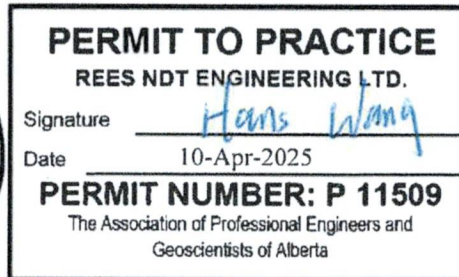 PERMIT TO PRACTICE
REES NDT ENGINEERING LTD.
Signature Hans Wang
Date 10-Apr-2025
PERMIT NUMBER: P 11509
The Association of Professional Engineers and
Geoscientists of Alberta